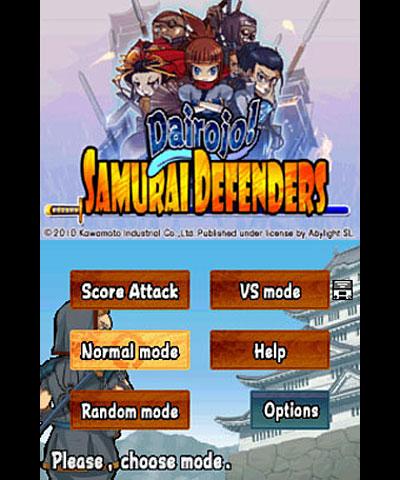 Dairojo!
SAMURAI DEFENDERS
© 2010 Kawamoto Industrial Co.,Ltd. Published under license by Abylight SL.
Score Attack
VS mode
Normal mode
Help
Random mode
Options
Please , choose mode .